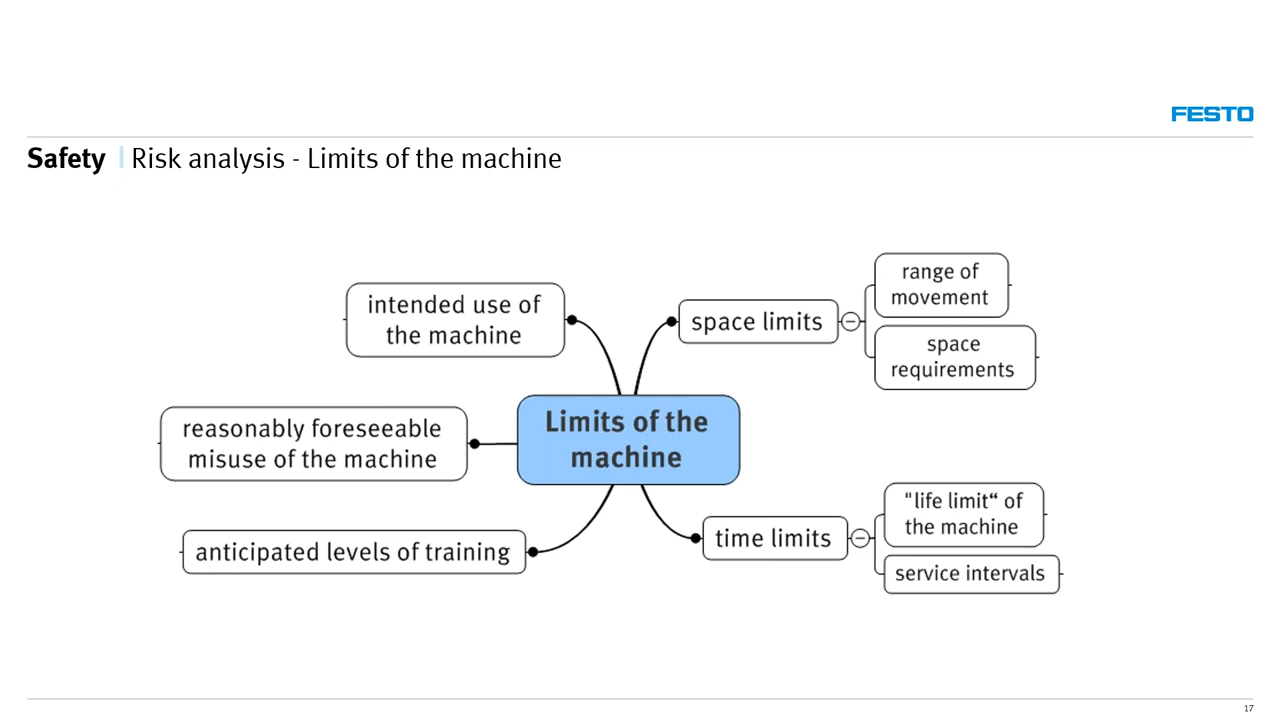 FESTO
Safety | Risk analysis - Limits of the machine
intended use of
the machine
reasonably foreseeable
misuse of the machine
anticipated levels of training
Limits of the
machine
space limits
range of
movement
space
requirements
time limits
"life limit“ of
the machine
service intervals
17